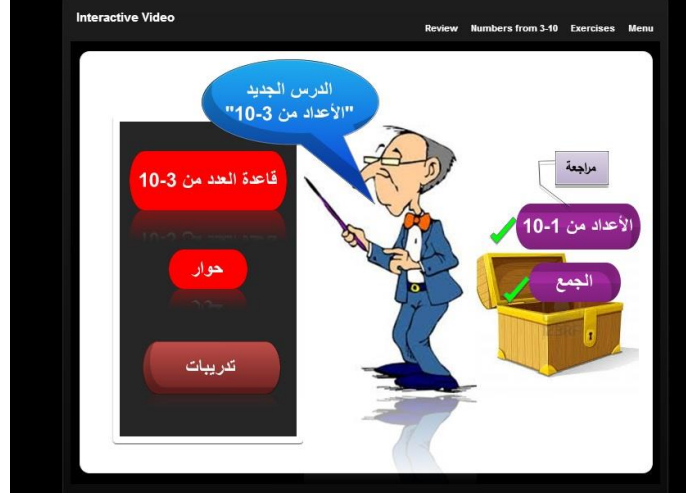 Interactive Video
Review Numbers from 3-10 Exercises Menu
الدرس الجديد
"الأعداد من 3-10"
مراجعة
الأعداد من 1-10
الجمع
قاعدة العدد من 3-10
حوار
تدريبات